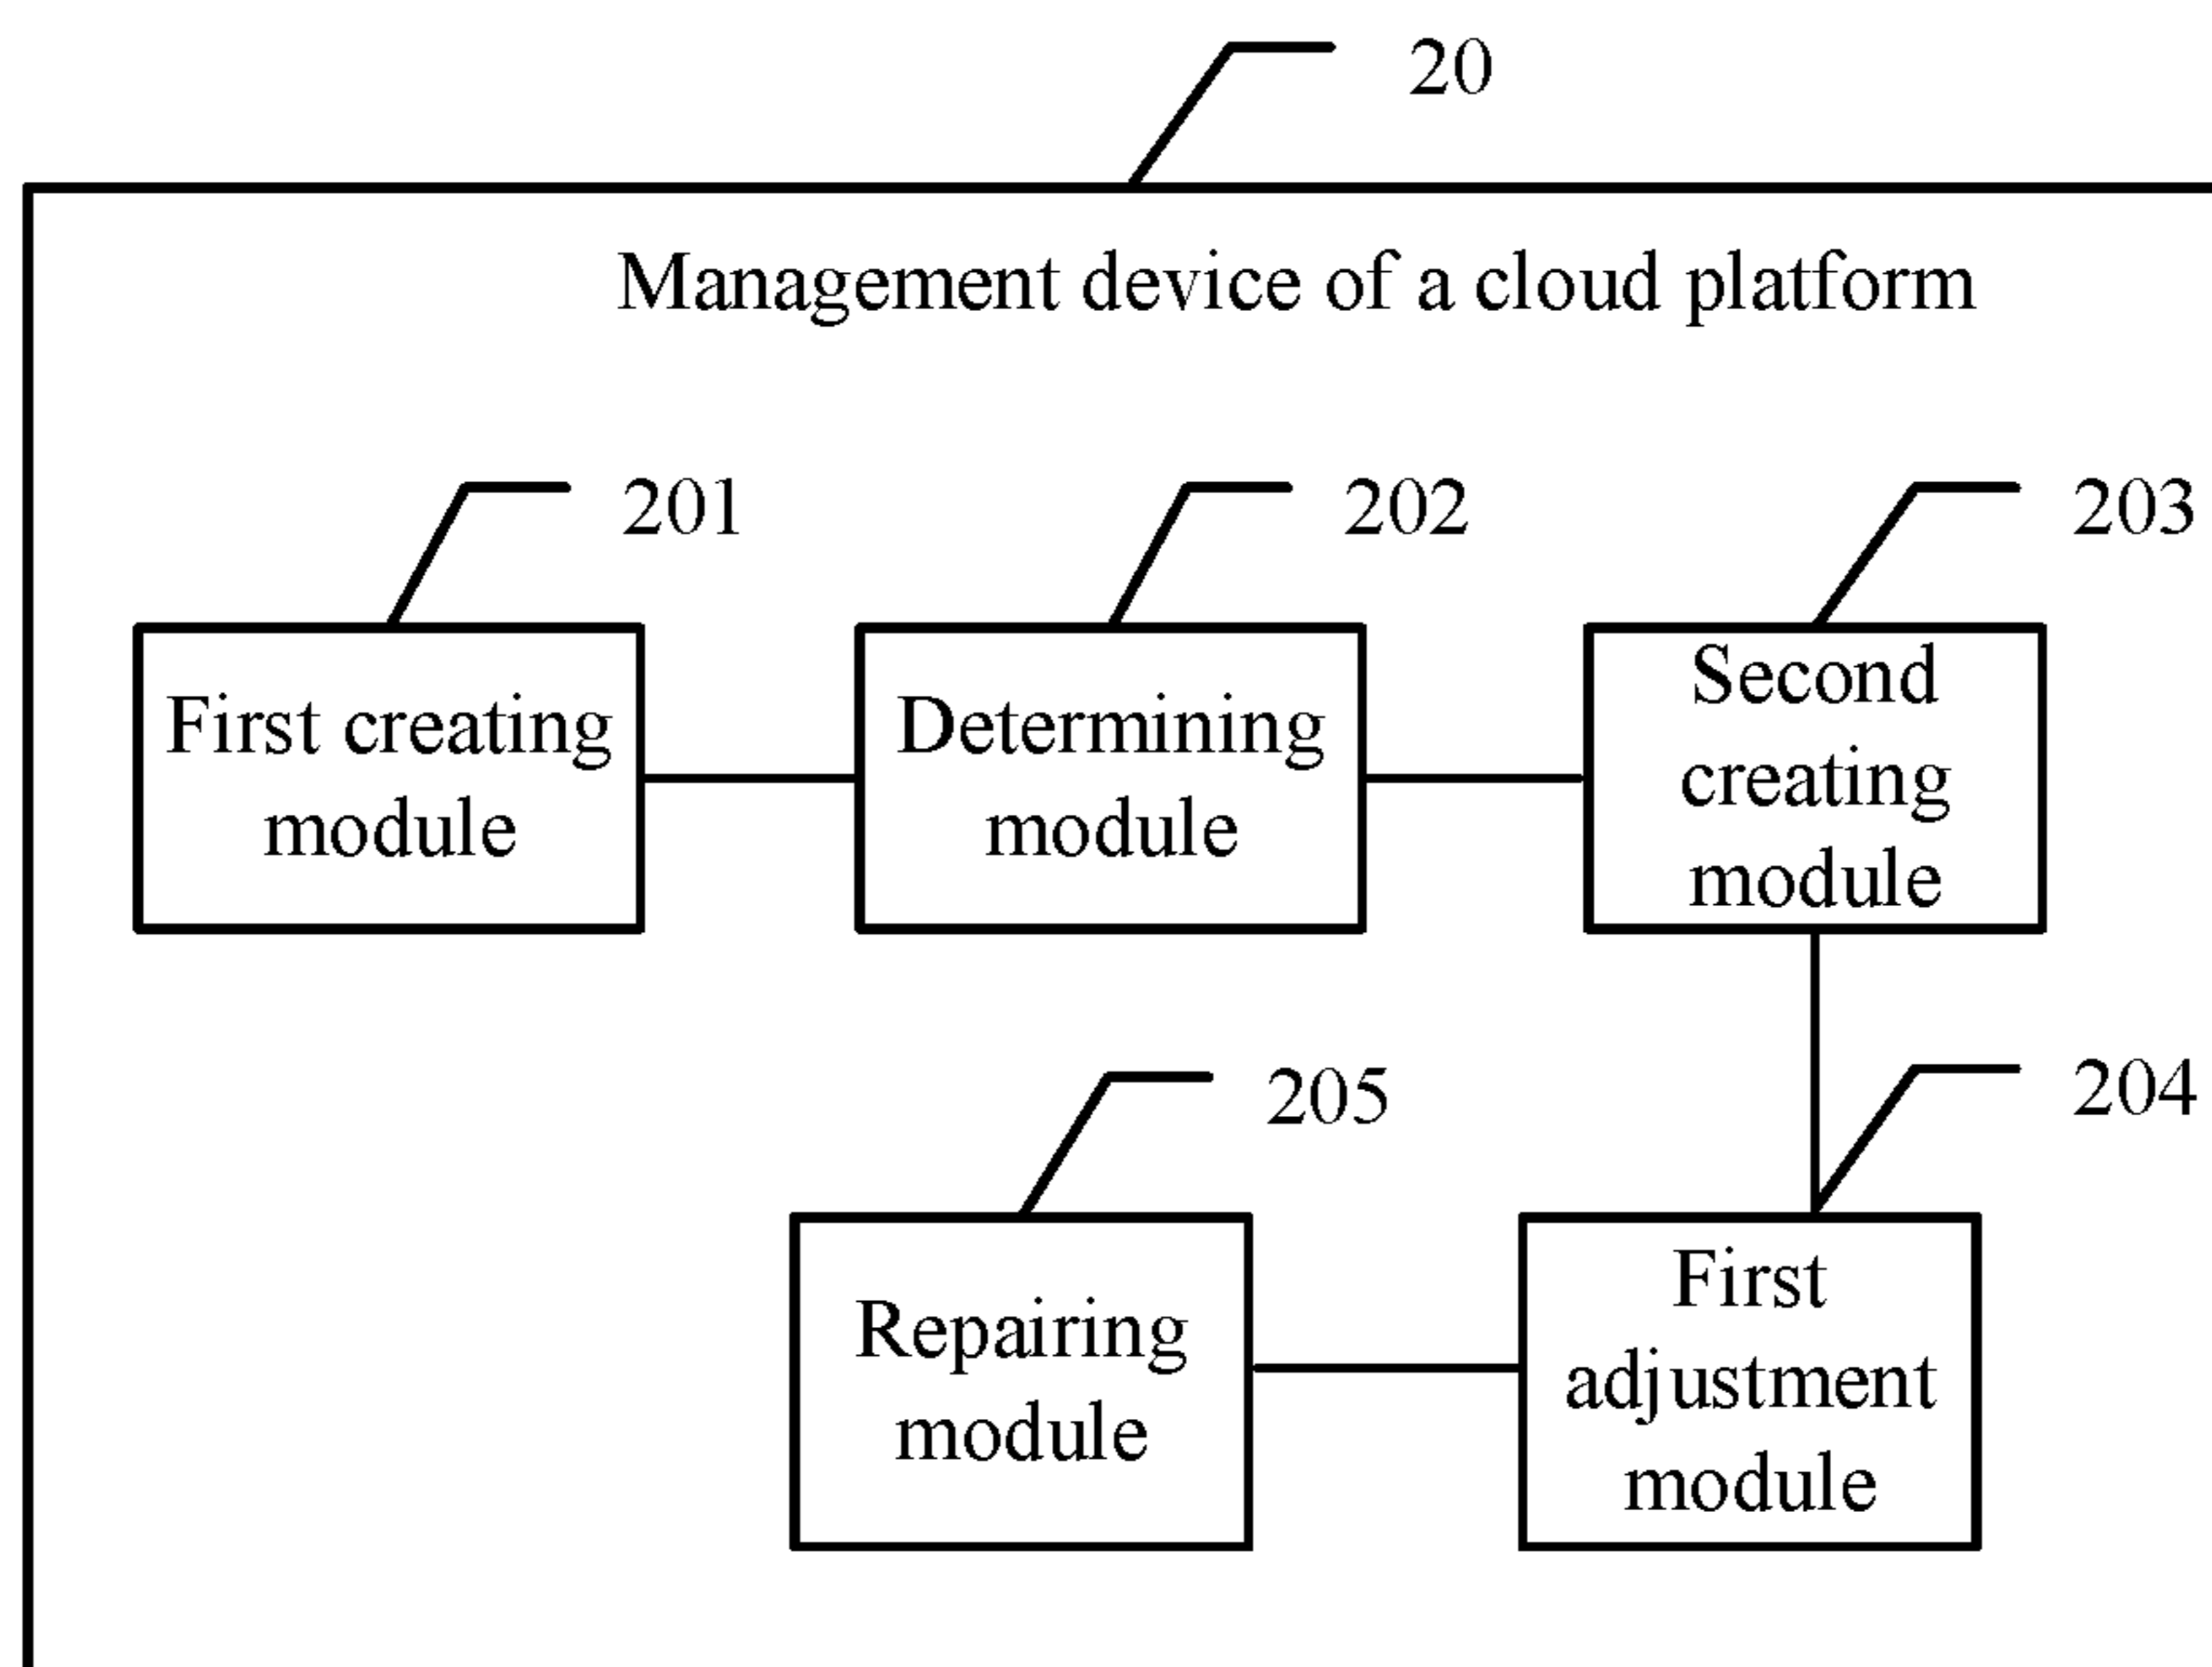 20
Management device of a cloud platform
201
202
203
First creating
module
Determining
module
Second
creating
module
205
204
Repairing
module
First
adjustment
module